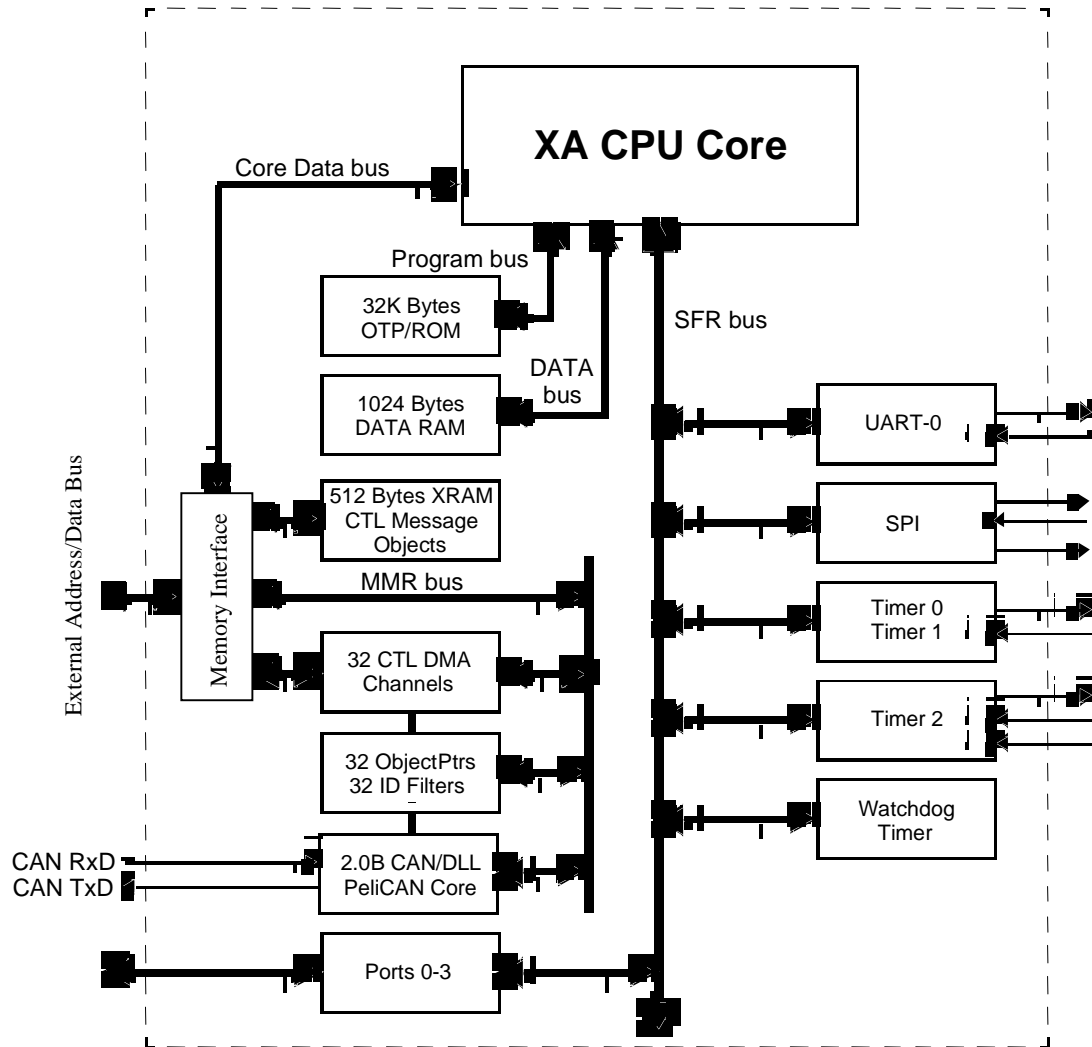 XA CPU Core
Core Data bus
Program bus
32K Bytes
OTP/ROM
SFR bus
DATA
bus
1024 Bytes
DATA RAM
UART-0
512 Bytes XRAM
CTL Message
Objects
SPI
External Address/Data Bus
Memory Interface
MMR bus
Timer 0
Timer 1
32 CTL DMA
Channels
Timer 2
32 ObjectPtrs
32 ID Filters
Watchdog
Timer
CAN RxD
CAN TxD
2.0B CAN/DLL
PeliCAN Core
Ports 0-3